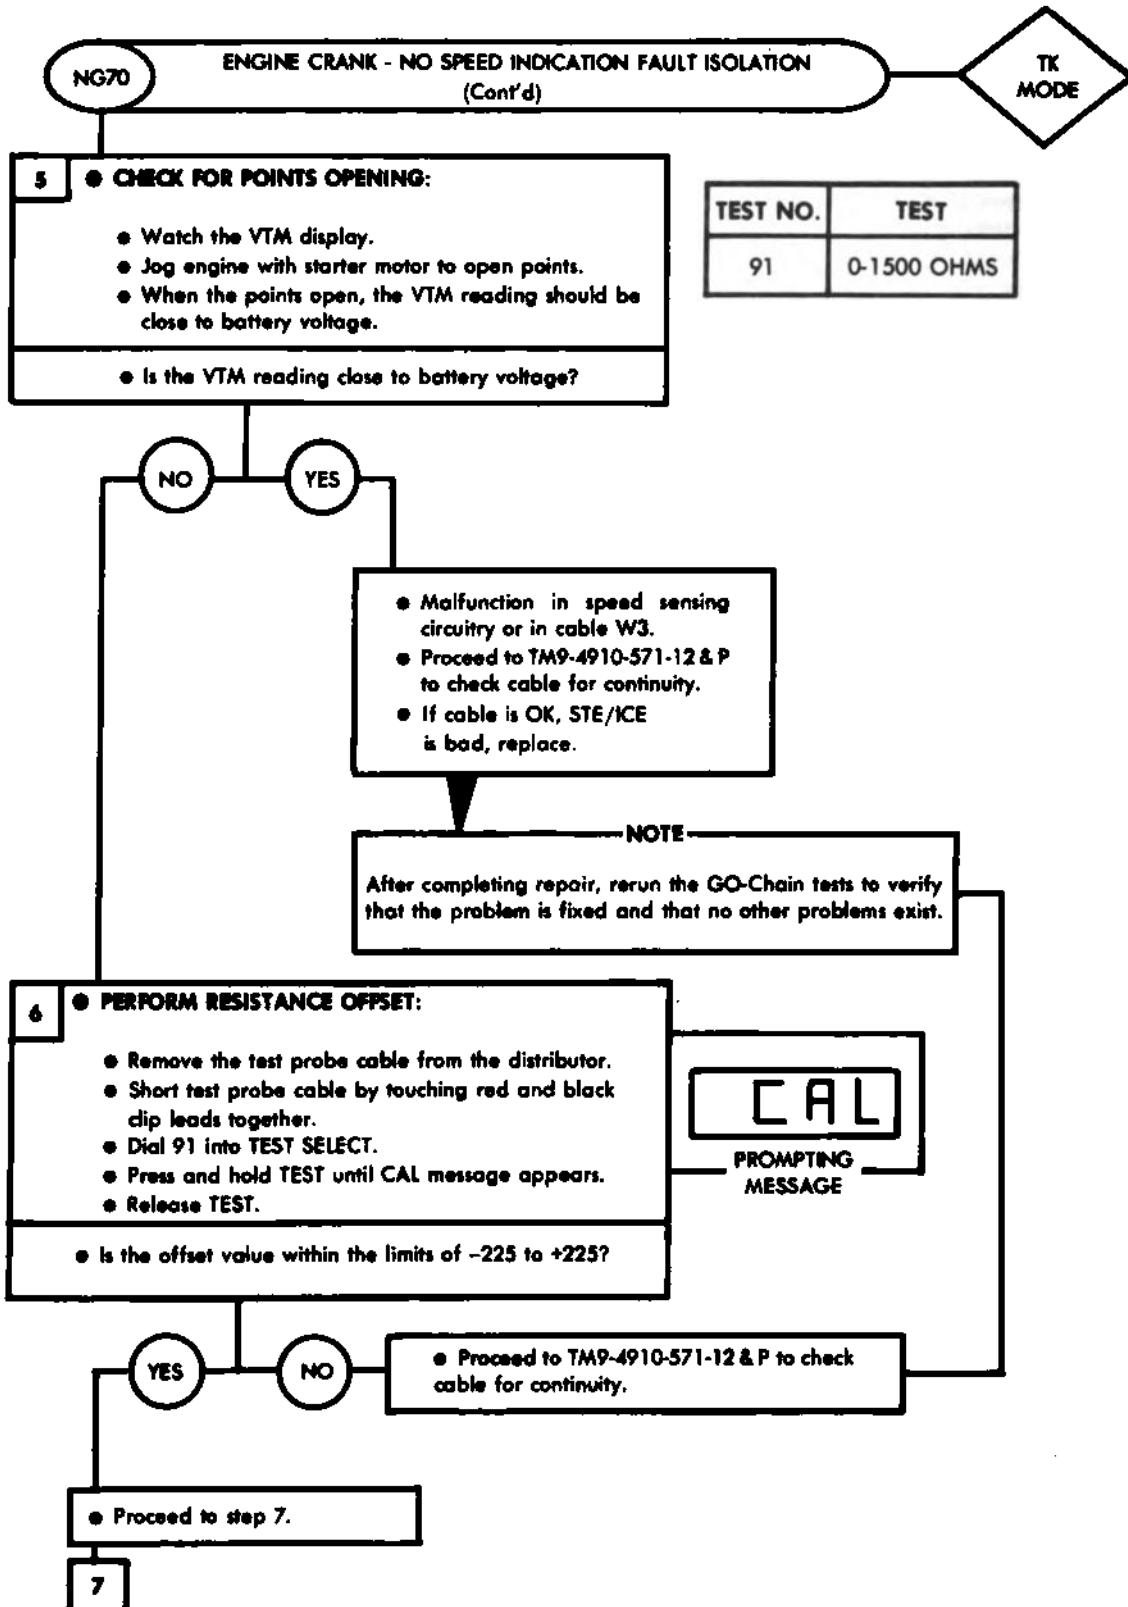 NG70
ENGINE CRANK - NO SPEED INDICATION FAULT ISOLATION
(Cont'd)
TK
MODE
5
● CHECK FOR POINTS OPENING:
● Watch the VTM display.
● Jog engine with starter motor to open points.
● When the points open, the VTM reading should be
close to battery voltage.
● Is the VTM reading close to battery voltage?
TEST NO. TEST
91 0-1500 OHMS
NO
YES
● Malfunction in speed sensing
circuitry or in cable W3.
● Proceed to TM9-4910-571-12 & P
to check cable for continuity.
● If cable is OK, STE/ICE
is bad, replace.
NOTE
After completing repair, rerun the GO-Chain tests to verify
that the problem is fixed and that no other problems exist.
6
● PERFORM RESISTANCE OFFSET:
● Remove the test probe cable from the distributor.
● Short test probe cable by touching red and black
clip leads together.
● Dial 91 into TEST SELECT.
● Press and hold TEST until CAL message appears.
● Release TEST.
● Is the offset value within the limits of -225 to +225?
CAL
PROMPTING
MESSAGE
YES
NO
● Proceed to TM9-4910-571-12 & P to check
cable for continuity.
● Proceed to step 7.
7